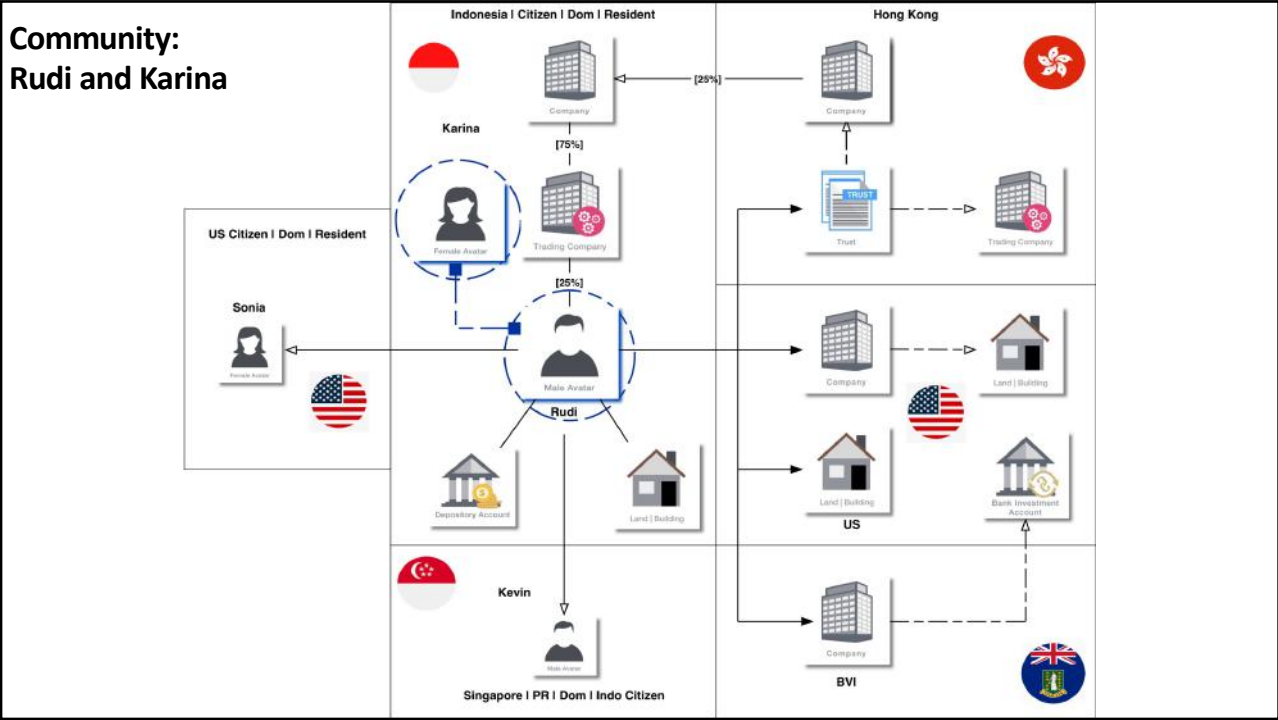 Community:
Rudi and Karina
Indonesia I Citizen I Dom I Resident
Hong Kong
Company
[25%]
Company
Karina
[75%]
Female Avatar
Trading Company
TRUST
Trust
Trading Company
US Citizen I Dom I Resident
[25%]
Sonia
Female Avatar
Male Avatar
Rudi
Company
Land | Building
Depository Account
Land | Building
Land | Building
US
Bank Investment
Account
Kevin
Male Avatar
Singapore I PR I Dom I Indo Citizen
Company
BVI